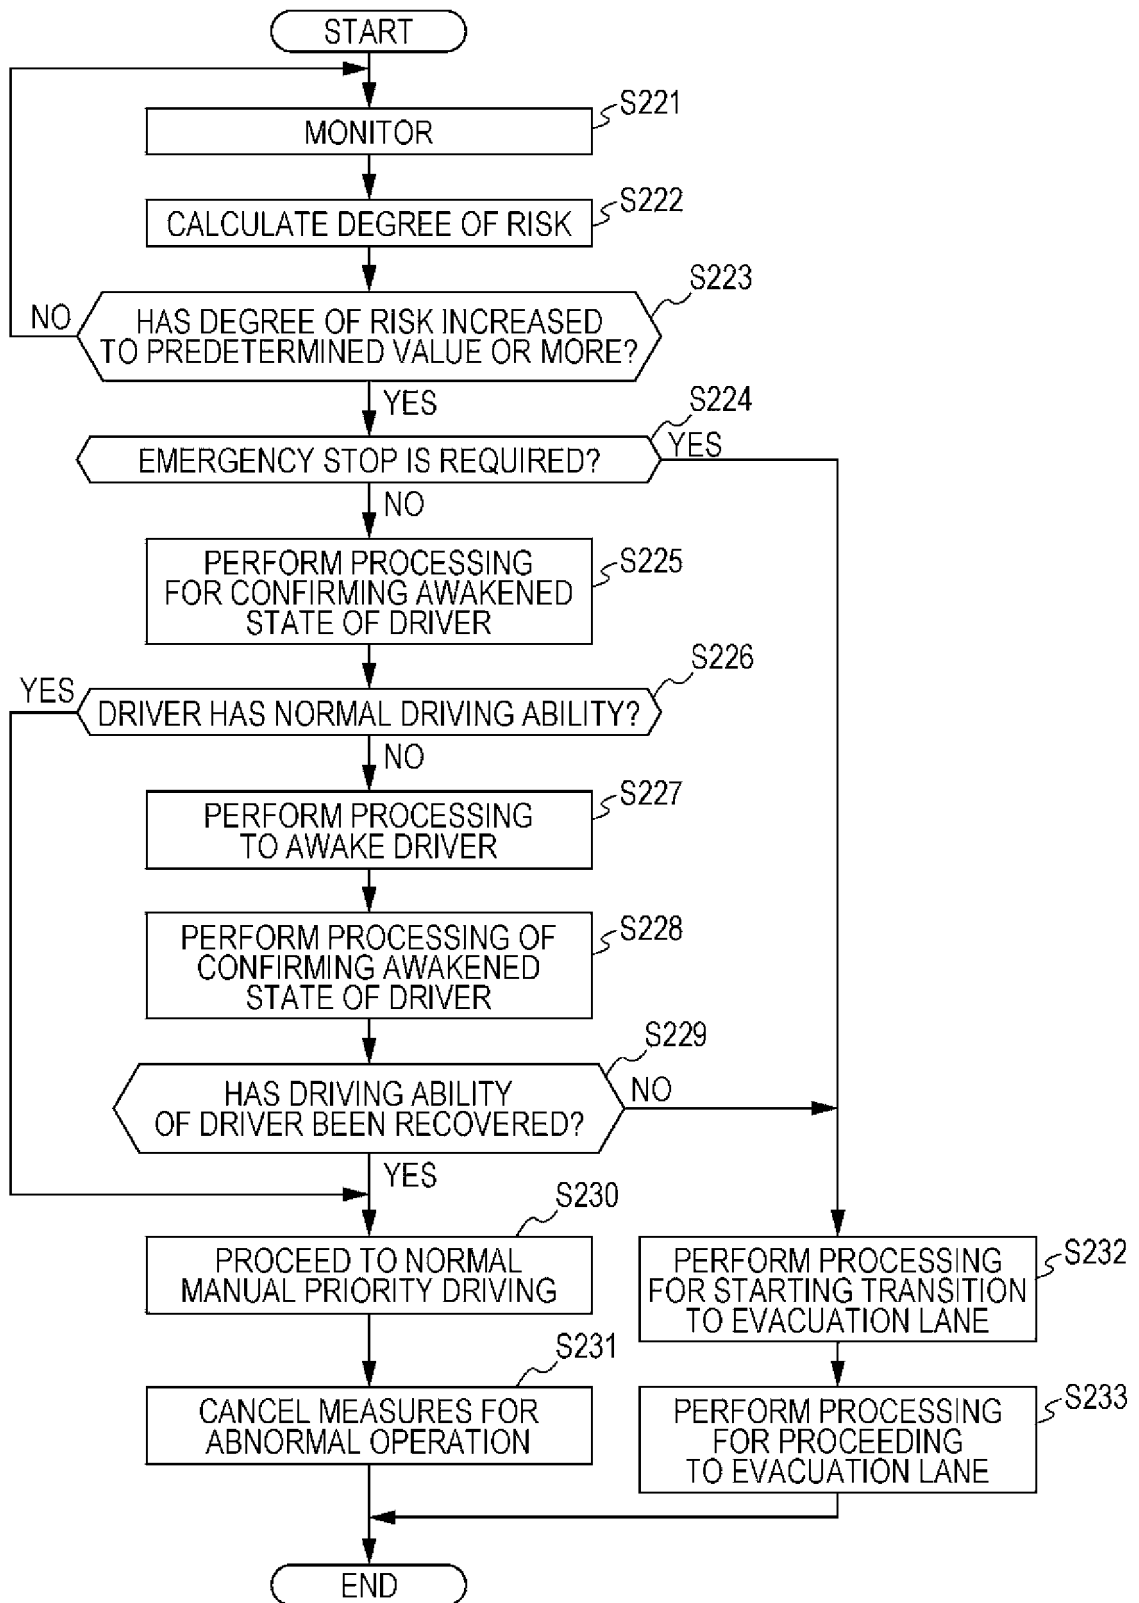 START
S221
MONITOR
S222
CALCULATE DEGREE OF RISK
S223
NO
HAS DEGREE OF RISK INCREASED
TO PREDETERMINED VALUE OR MORE?
YES
S224
EMERGENCY STOP IS REQUIRED?
YES
NO
PERFORM PROCESSING
FOR CONFIRMING AWAKENED
STATE OF DRIVER
S225
S226
YES
DRIVER HAS NORMAL DRIVING ABILITY?
NO
PERFORM PROCESSING
TO AWAKE DRIVER
S227
PERFORM PROCESSING OF
CONFIRMING AWAKENED
STATE OF DRIVER
S228
S229
HAS DRIVING ABILITY
OF DRIVER BEEN RECOVERED?
NO
YES
S230
PROCEED TO NORMAL
MANUAL PRIORITY DRIVING
S231
CANCEL MEASURES FOR
ABNORMAL OPERATION
PERFORM PROCESSING
FOR STARTING TRANSITION
TO EVACUATION LANE
S232
PERFORM PROCESSING
FOR PROCEEDING
TO EVACUATION LANE
S233
END